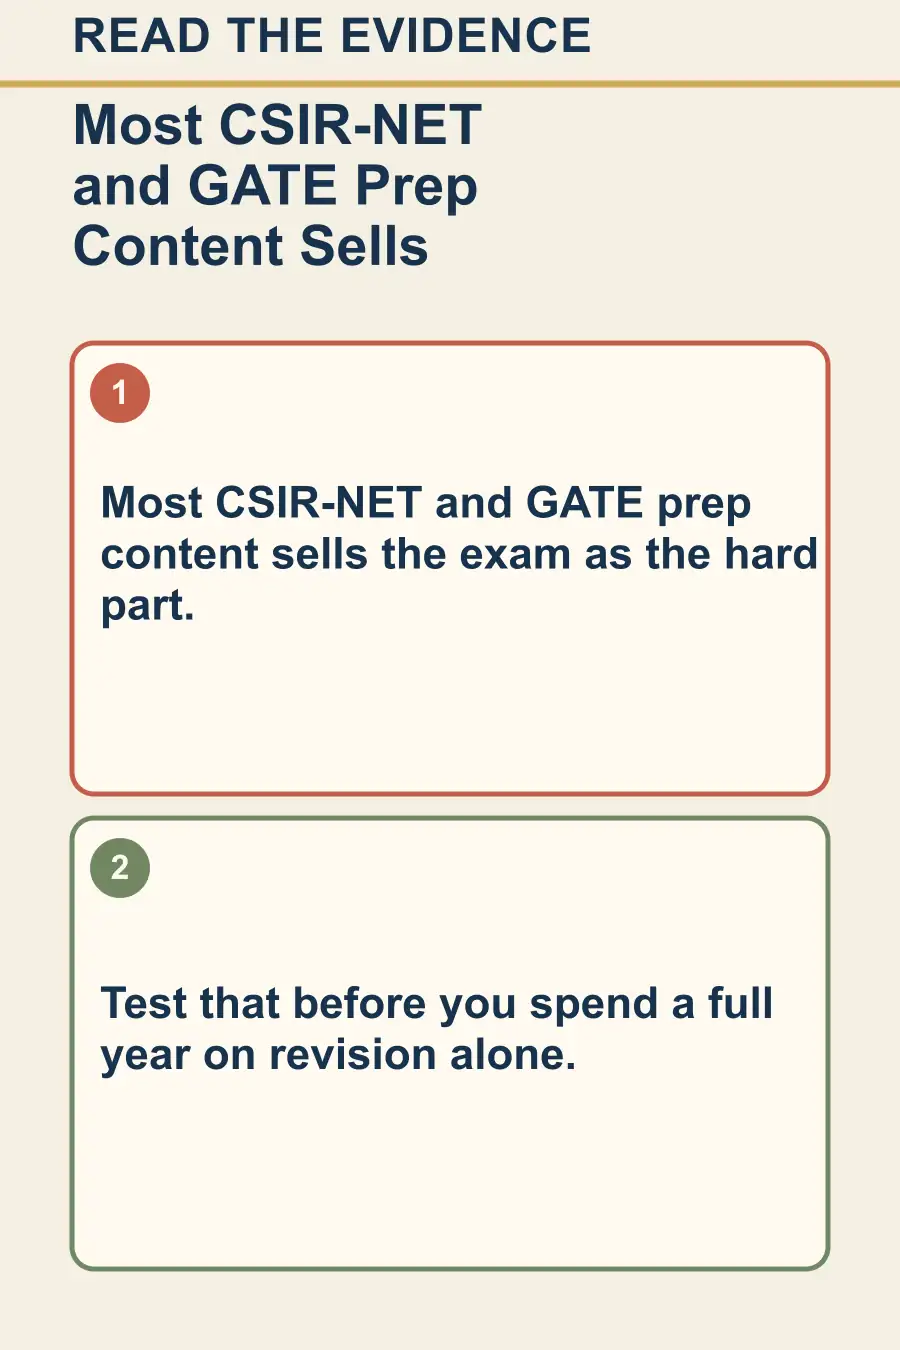 READ THE EVIDENCE
Most CSIR-NET
and GATE Prep
Content Sells
1
Most CSIR-NET and GATE prep
content sells the exam as the hard
part.
2
Test that before you spend a full
year on revision alone.